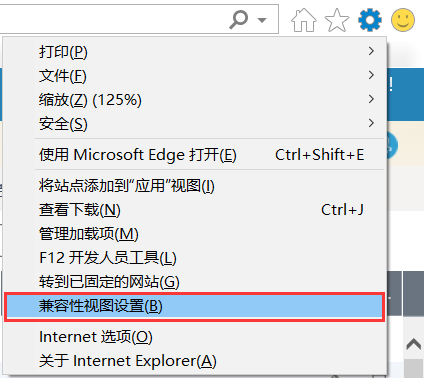 打印(P)
文件(F)
缩放(Z) (125%)
安全(S)
使用 Microsoft Edge 打开(E) Ctrl+Shift+E
将站点添加到“应用”视图(I)
查看下载(N) Ctrl+J
管理加载项(M)
F12 开发人员工具(L)
转到已固定的网站(G)
兼容性视图设置(B)
Internet 选项(O)
关于 Internet Explorer(A)